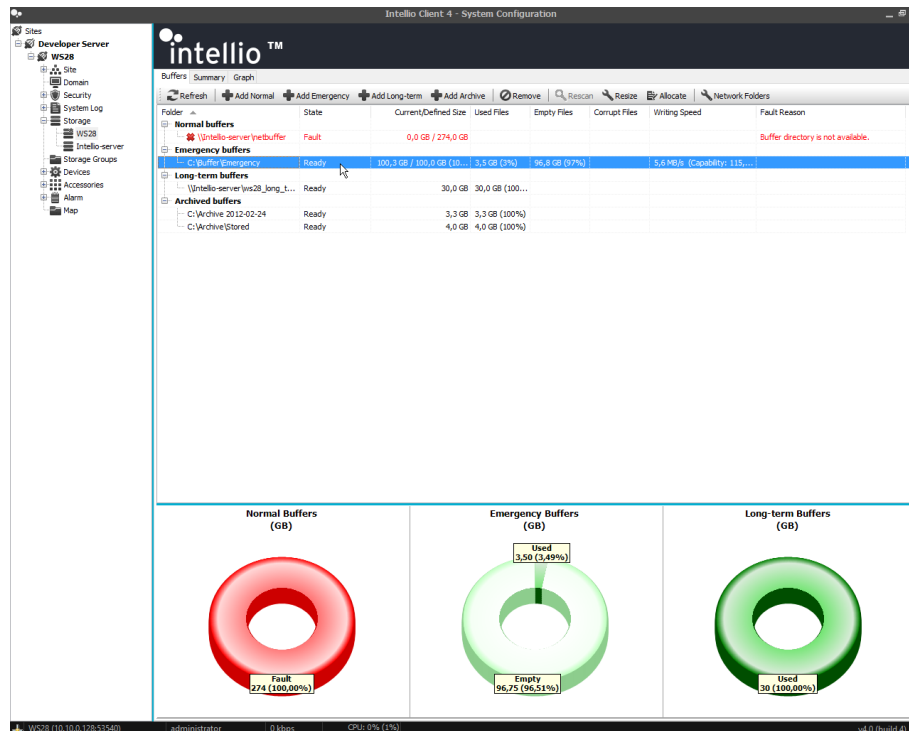 Intellio Client 4 - System Configuration
Sites
Developer Server
WS28
Site
Domain
Security
System Log
Storage
WS28
Intellio-server
Storage Groups
Devices
Accessories
Alarm
Map
intellio TM
Buffers Summary Graph
Refresh Add Normal Add Emergency Add Long-term Add Archive Remove Rescan Resize Allocate Network Folders
Folder State Current/Defined Size Used Files Empty Files Corrupt Files Writing Speed Fault Reason
Normal buffers
\\Intellio-server\netbuffer Fault 0,0 GB / 274,0 GB Buffer directory is not available.
Emergency buffers
C:\Buffer\Emergency Ready 100,3 GB / 100,0 GB (10... 3,5 GB (3%) 96,8 GB (97%) 5,6 MB/s (Capability: 115,...
Long-term buffers
\\Intellio-server\ws28_long_t... Ready 30,0 GB 30,0 GB (100...
Archived buffers
C:\Archive 2012-02-24 Ready 3,3 GB 3,3 GB (100%)
C:\Archive\Stored Ready 4,0 GB 4,0 GB (100%)
Normal Buffers
(GB)
Fault
274 (100,00%)
Emergency Buffers
(GB)
Used
3,50 (3,49%)
Empty
96,75 (96,51%)
Long-term Buffers
(GB)
Used
30 (100,00%)
WS28 (10.10.0.128:53540) administrator 0 kbps CPU: 0% (1%) v4.0 (build 4)